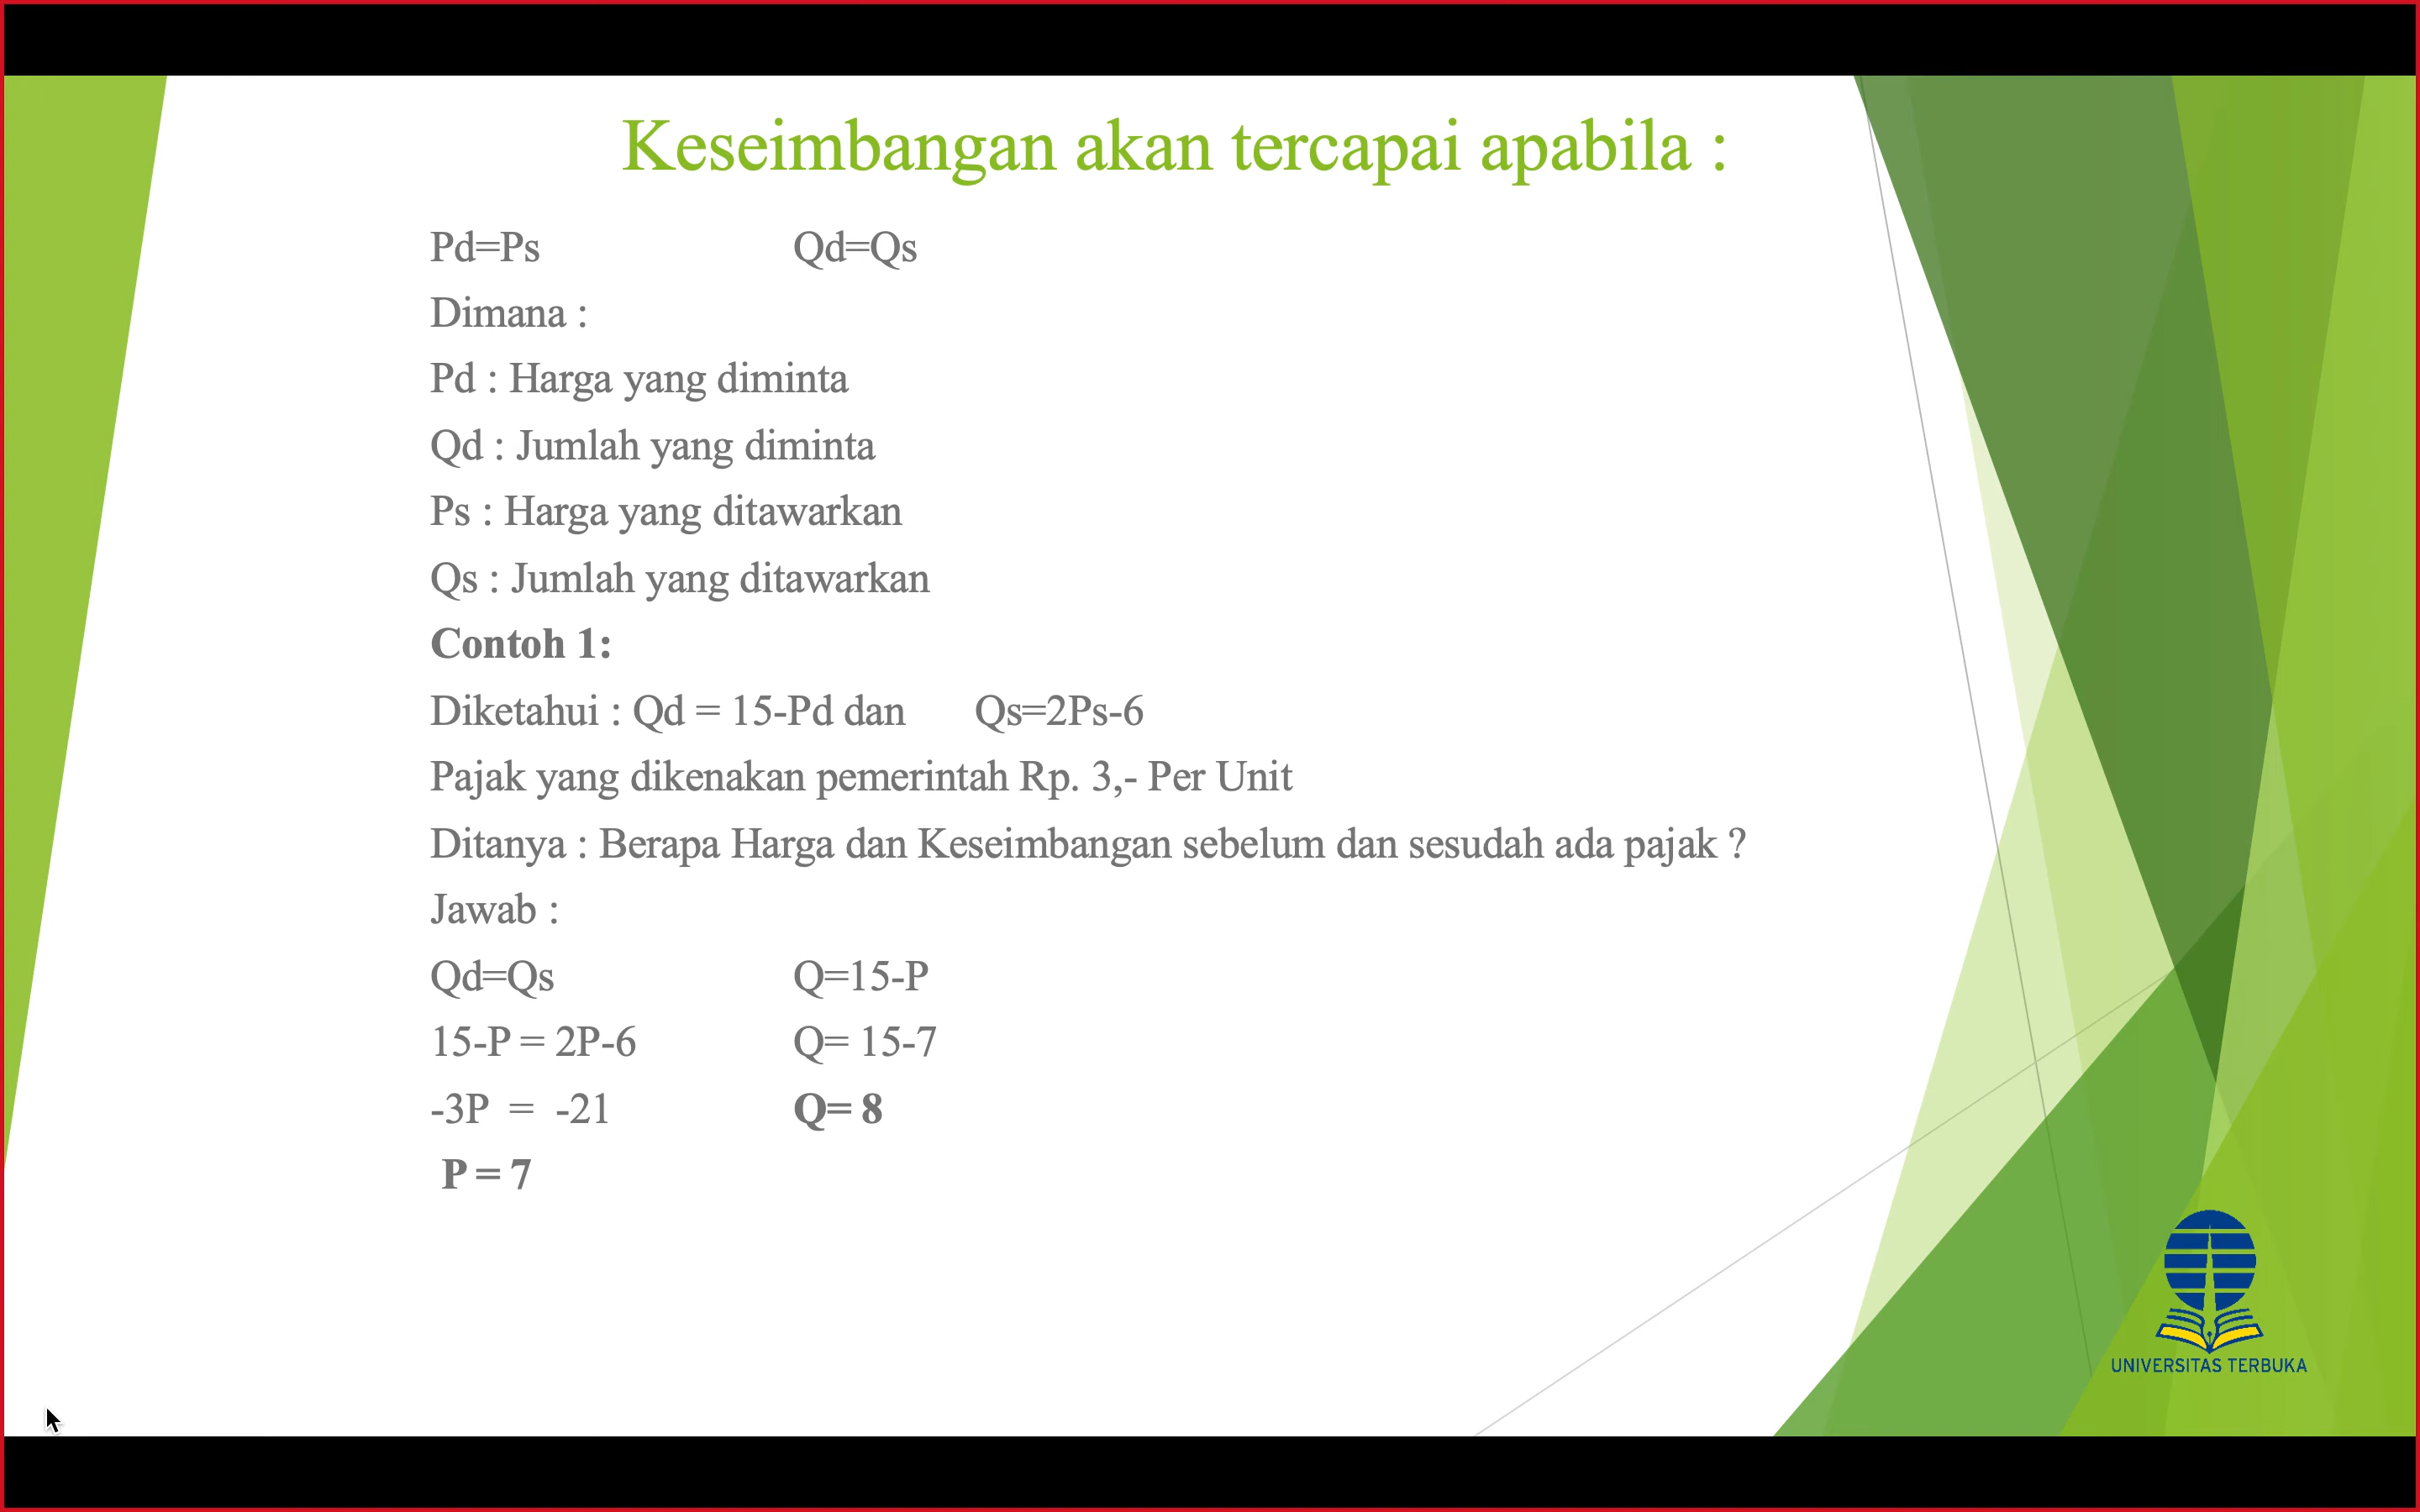 Keseimbangan akan tercapai apabila :
Pd=Ps Qd=Qs
Dimana :
Pd : Harga yang diminta
Qd : Jumlah yang diminta
Ps : Harga yang ditawarkan
Qs : Jumlah yang ditawarkan
Contoh 1:
Diketahui : Qd = 15-Pd dan Qs=2Ps-6
Pajak yang dikenakan pemerintah Rp. 3,- Per Unit
Ditanya : Berapa Harga dan Keseimbangan sebelum dan sesudah ada pajak ?
Jawab :
Qd=Qs Q=15-P
15-P = 2P-6 Q= 15-7
-3P = -21 Q= 8
P = 7
UNIVERSITAS TERBUKA